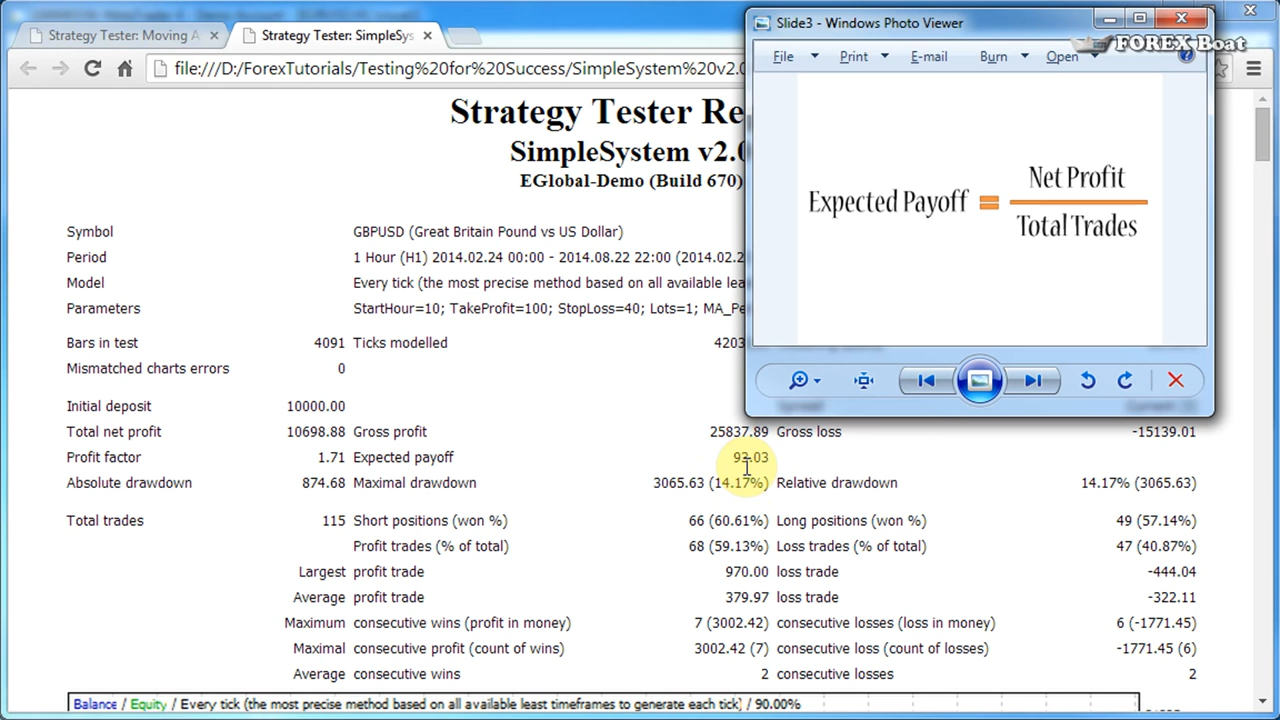 Strategy Tester: Moving A
Strategy Tester: SimpleSys
file:///D:/ForexTutorials/Testing%20for%20Success/SimpleSystem%20v2.0
Slide3 - Windows Photo Viewer
FOREX Boat
File Print E-mail Burn Open
Expected Payoff = Net Profit
Total Trades
Strategy Tester Re
SimpleSystem v2.0
EGlobal-Demo (Build 670)
Symbol GBPUSD (Great Britain Pound vs US Dollar)
Period 1 Hour (H1) 2014.02.24 00:00 - 2014.08.22 22:00 (2014.02.2
Model Every tick (the most precise method based on all available leas
Parameters StartHour=10; TakeProfit=100; StopLoss=40; Lots=1; MA_Pe
Bars in test 4091 Ticks modelled 4203
Mismatched charts errors 0
Initial deposit 10000.00 Spread Current
Total net profit 10698.88 Gross profit 25837.89 Gross loss -15139.01
Profit factor 1.71 Expected payoff 93.03
Absolute drawdown 874.68 Maximal drawdown 3065.63 (14.17%) Relative drawdown 14.17% (3065.63)
Total trades 115 Short positions (won %) 66 (60.61%) Long positions (won %) 49 (57.14%)
Profit trades (% of total) 68 (59.13%) Loss trades (% of total) 47 (40.87%)
Largest profit trade 970.00 loss trade -444.04
Average profit trade 379.97 loss trade -322.11
Maximum consecutive wins (profit in money) 7 (3002.42) consecutive losses (loss in money) 6 (-1771.45)
Maximal consecutive profit (count of wins) 3002.42 (7) consecutive loss (count of losses) -1771.45 (6)
Average consecutive wins 2 consecutive losses 2
Balance / Equity / Every tick (the most precise method based on all available least timeframes to generate each tick) / 90.00%